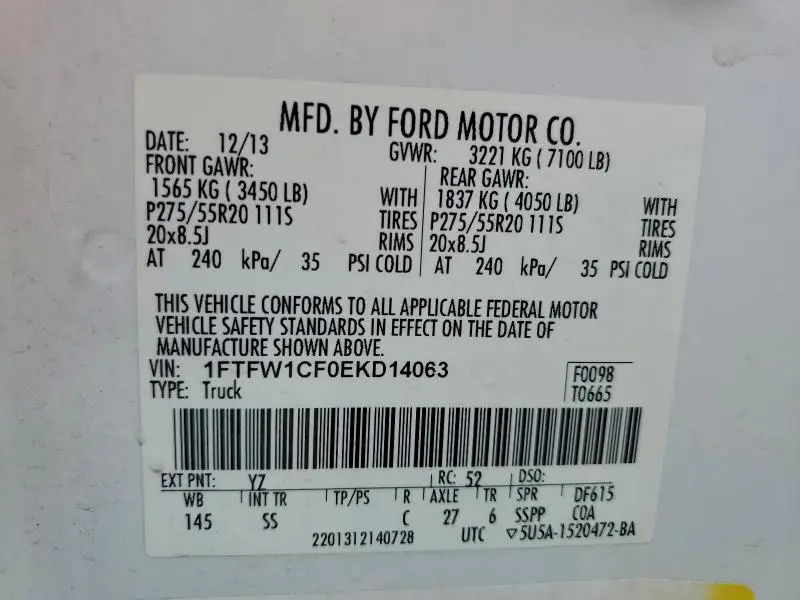 MFD. BY FORD MOTOR CO.
DATE: 12/13 GVWR: 3221 KG ( 7100 LB)
FRONT GAWR: REAR GAWR:
1565 KG ( 3450 LB) WITH 1837 KG ( 4050 LB) WITH
P275/55R20 111S TIRES P275/55R20 111S TIRES
20x8.5J RIMS 20x8.5J RIMS
AT 240 kPa/ 35 PSI COLD AT 240 kPa/ 35 PSI COLD
THIS VEHICLE CONFORMS TO ALL APPLICABLE FEDERAL MOTOR
VEHICLE SAFETY STANDARDS IN EFFECT ON THE DATE OF
MANUFACTURE SHOWN ABOVE.
VIN: 1FTFW1CF0EKD14063 F0098
TYPE: Truck T0665
EXT PNT: YZ RC: 52 DSO:
WB INT TR TP/PS R AXLE TR SPR DF615
145 SS C 27 6 SSPP COA
2201312140728 UTC ▽5U5A-1520472-BA